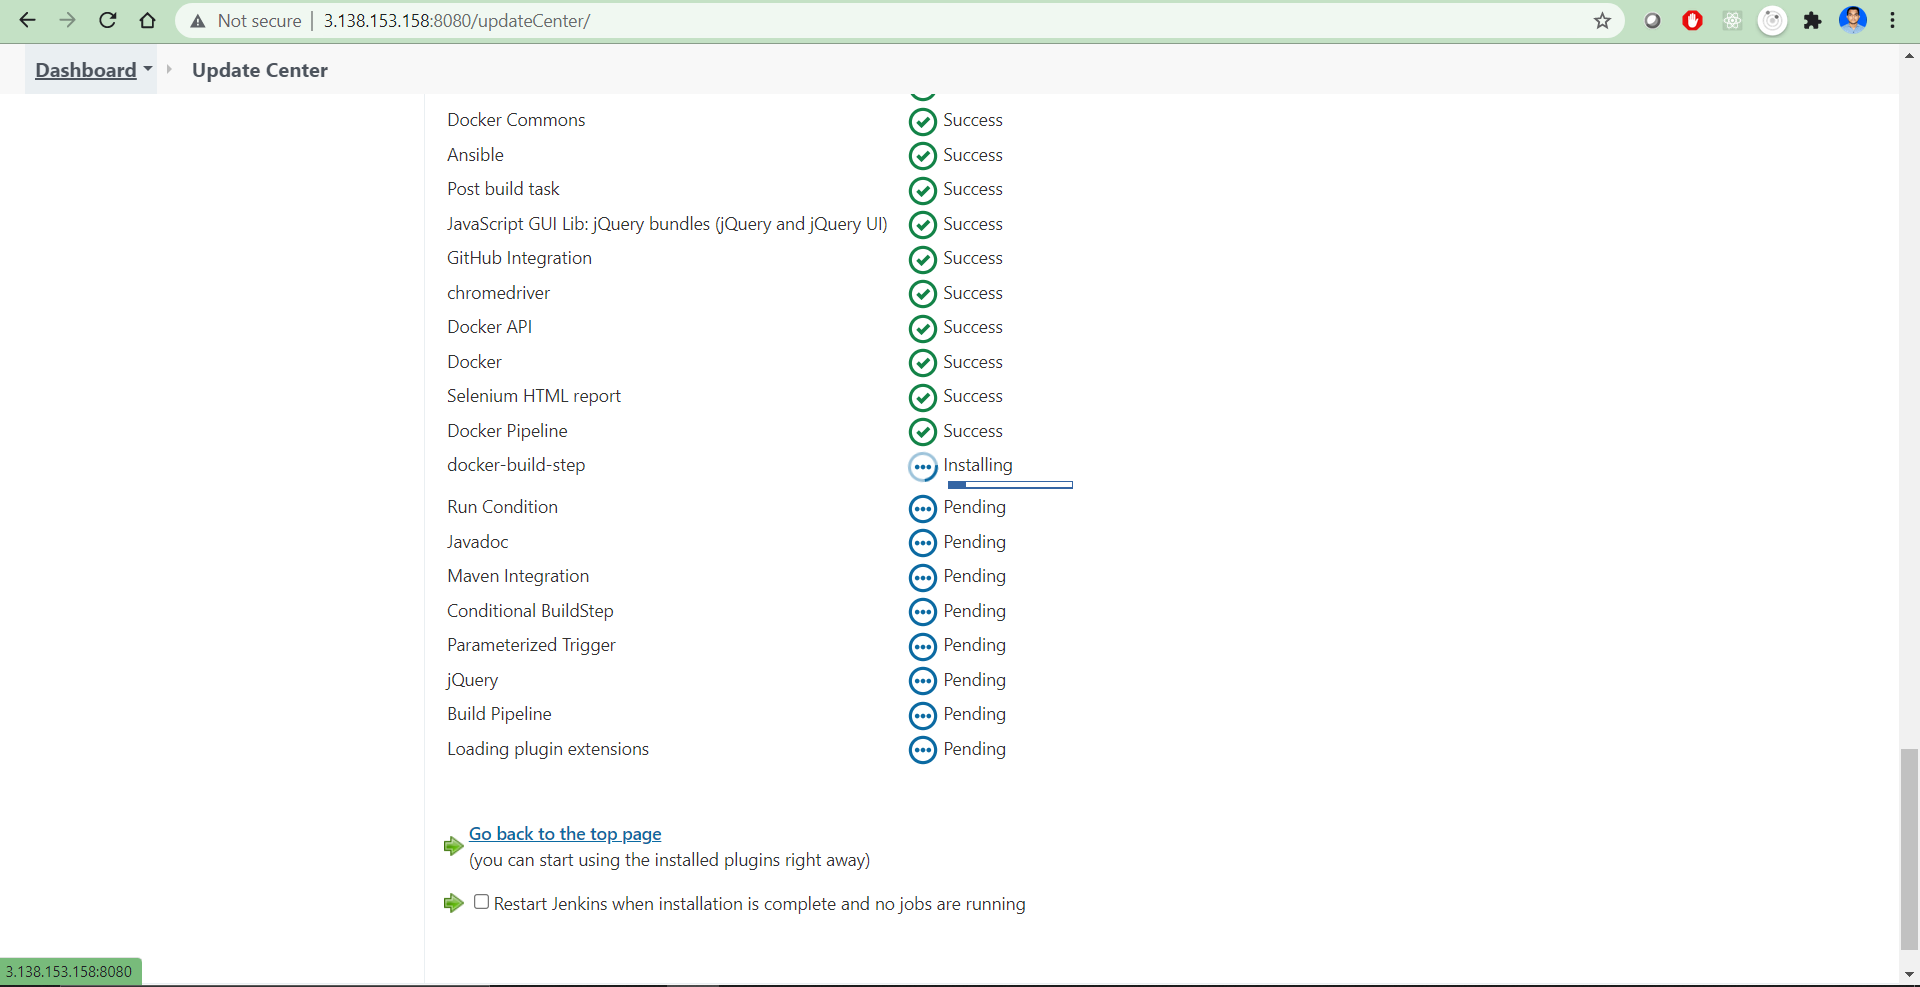 Not secure | 3.138.153.158:8080/updateCenter/
Dashboard Update Center
Docker Commons Success
Ansible Success
Post build task Success
JavaScript GUI Lib: jQuery bundles (jQuery and jQuery UI) Success
GitHub Integration Success
chromedriver Success
Docker API Success
Docker Success
Selenium HTML report Success
Docker Pipeline Success
docker-build-step Installing
Run Condition Pending
Javadoc Pending
Maven Integration Pending
Conditional BuildStep Pending
Parameterized Trigger Pending
jQuery Pending
Build Pipeline Pending
Loading plugin extensions Pending
Go back to the top page
(you can start using the installed plugins right away)
Restart Jenkins when installation is complete and no jobs are running
3.138.153.158:8080